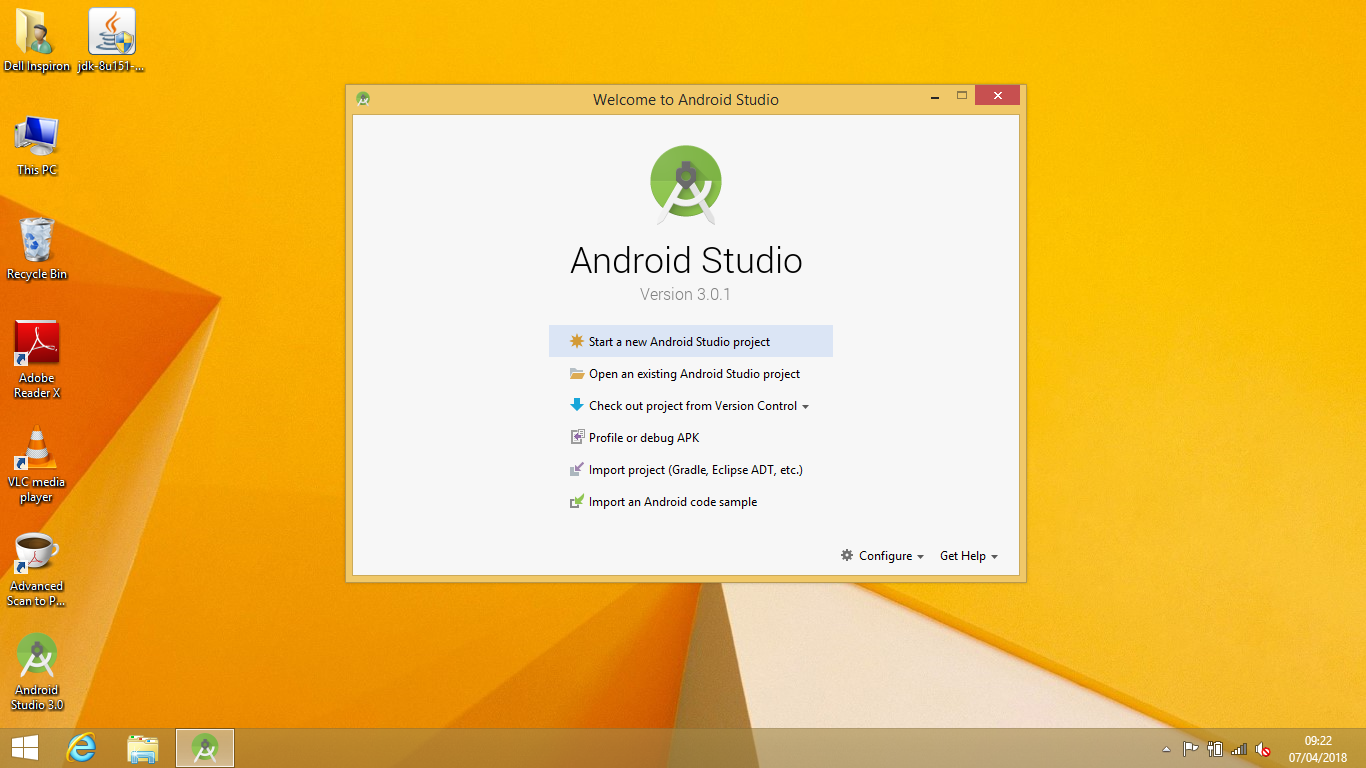 Dell Inspiron
jdk-8u151-...
This PC
Recycle Bin
Adobe
Reader X
VLC media
player
Advanced
Scan to P...
Android
Studio 3.0
Welcome to Android Studio
Android Studio
Version 3.0.1
Start a new Android Studio project
Open an existing Android Studio project
Check out project from Version Control
Profile or debug APK
Import project (Gradle, Eclipse ADT, etc.)
Import an Android code sample
Configure
Get Help
09:22
07/04/2018